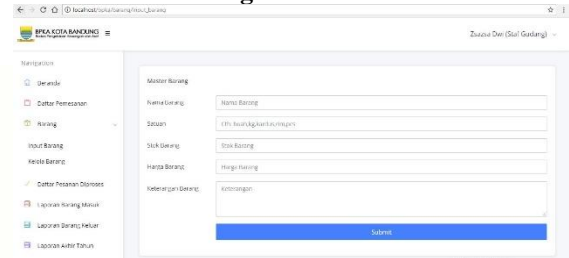 localhost/bpka/barang/input_barang
BPKA KOTA BANDUNG
Zsazsa Dwi (Staf Gudang)
Navigation
Beranda
Daftar Pemesanan
Barang
Input Barang
Kelola Barang
Daftar Pesanan Diproses
Laporan Barang Masuk
Laporan Barang Keluar
Laporan Akhir Tahun
Master Barang
Nama Barang
Nama Barang
Satuan
Stok Barang
Stok Barang
Harga Barang
Harga Barang
Keterangan Barang
Keterangan
Submit